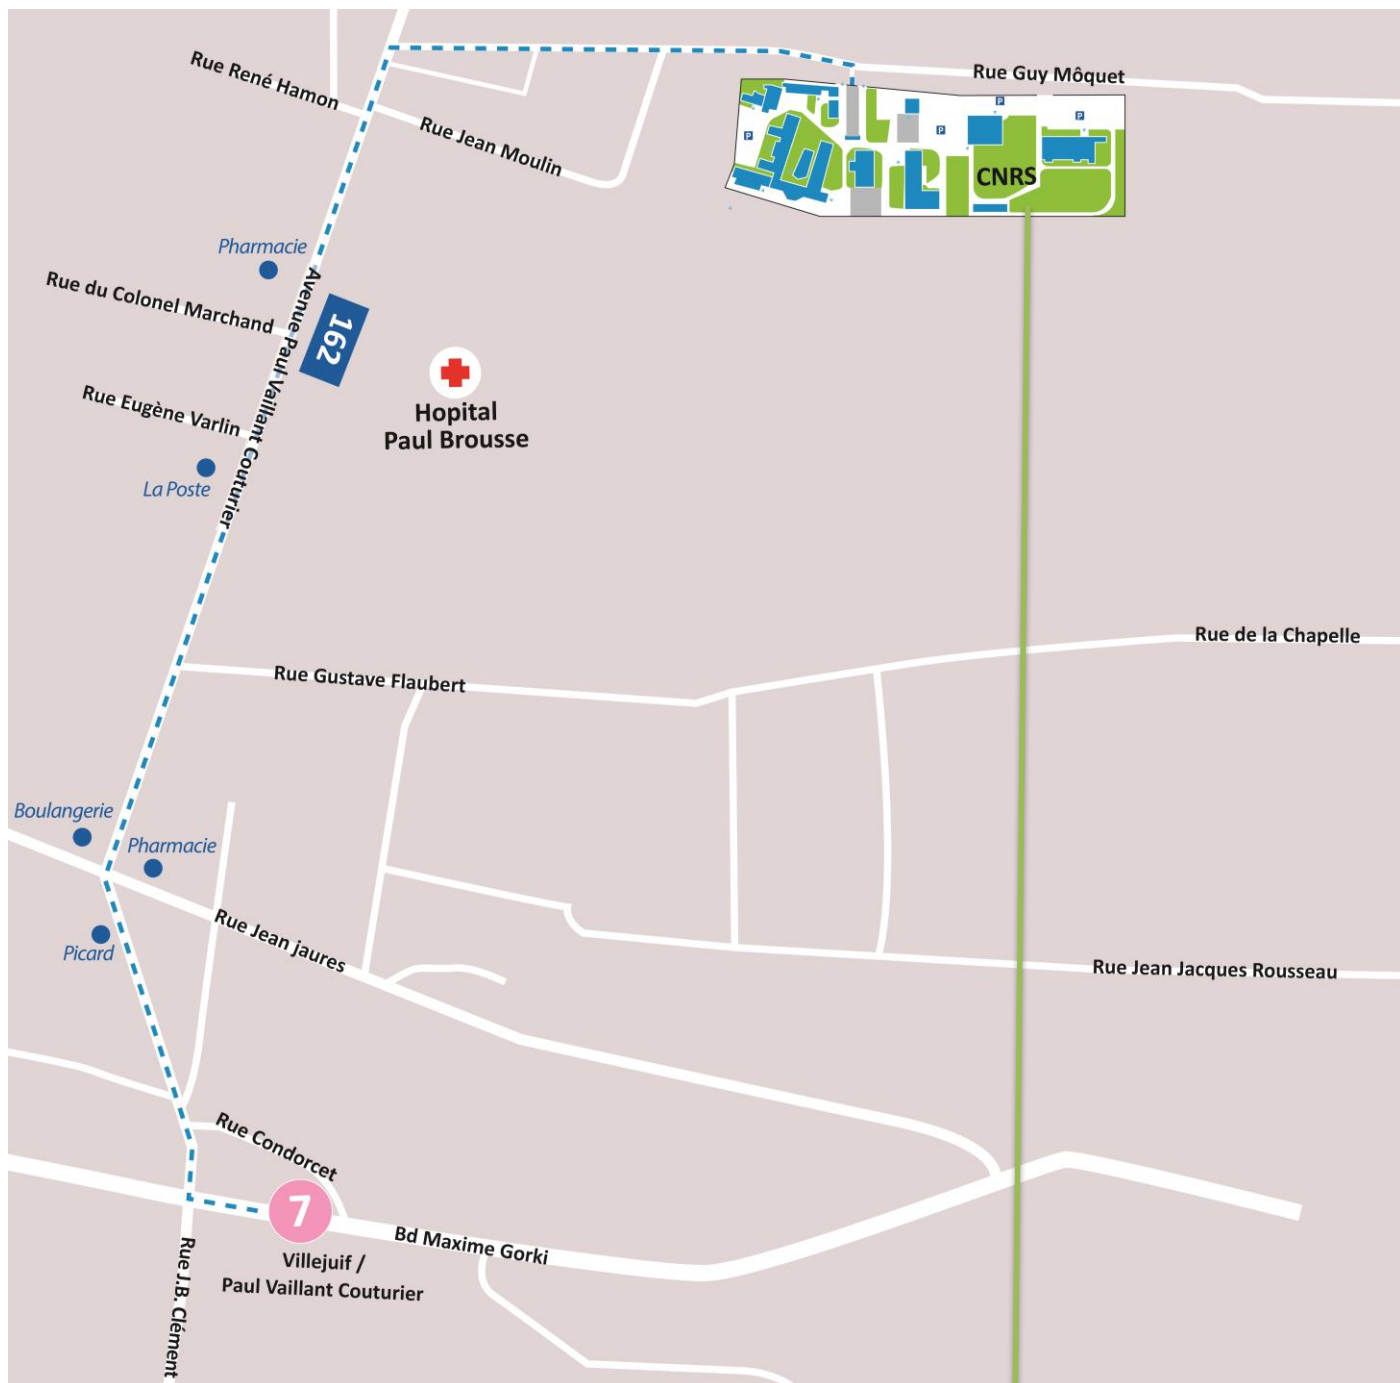 Rue René Hamon
Rue Guy Môquet
Rue Jean Moulin
P
P
P
P
CNRS
Pharmacie
Rue du Colonel Marchand
Avenue Paul Vaillant Couturier
162
Rue Eugène Varlin
Hopital
Paul Brousse
La Poste
Rue de la Chapelle
Rue Gustave Flaubert
Boulangerie
Pharmacie
Rue Jean jaures
Picard
Rue Jean Jacques Rousseau
Rue Condorcet
7
Bd Maxime Gorki
Villejuif /
Paul Vaillant Couturier
Rue J.B. Clément